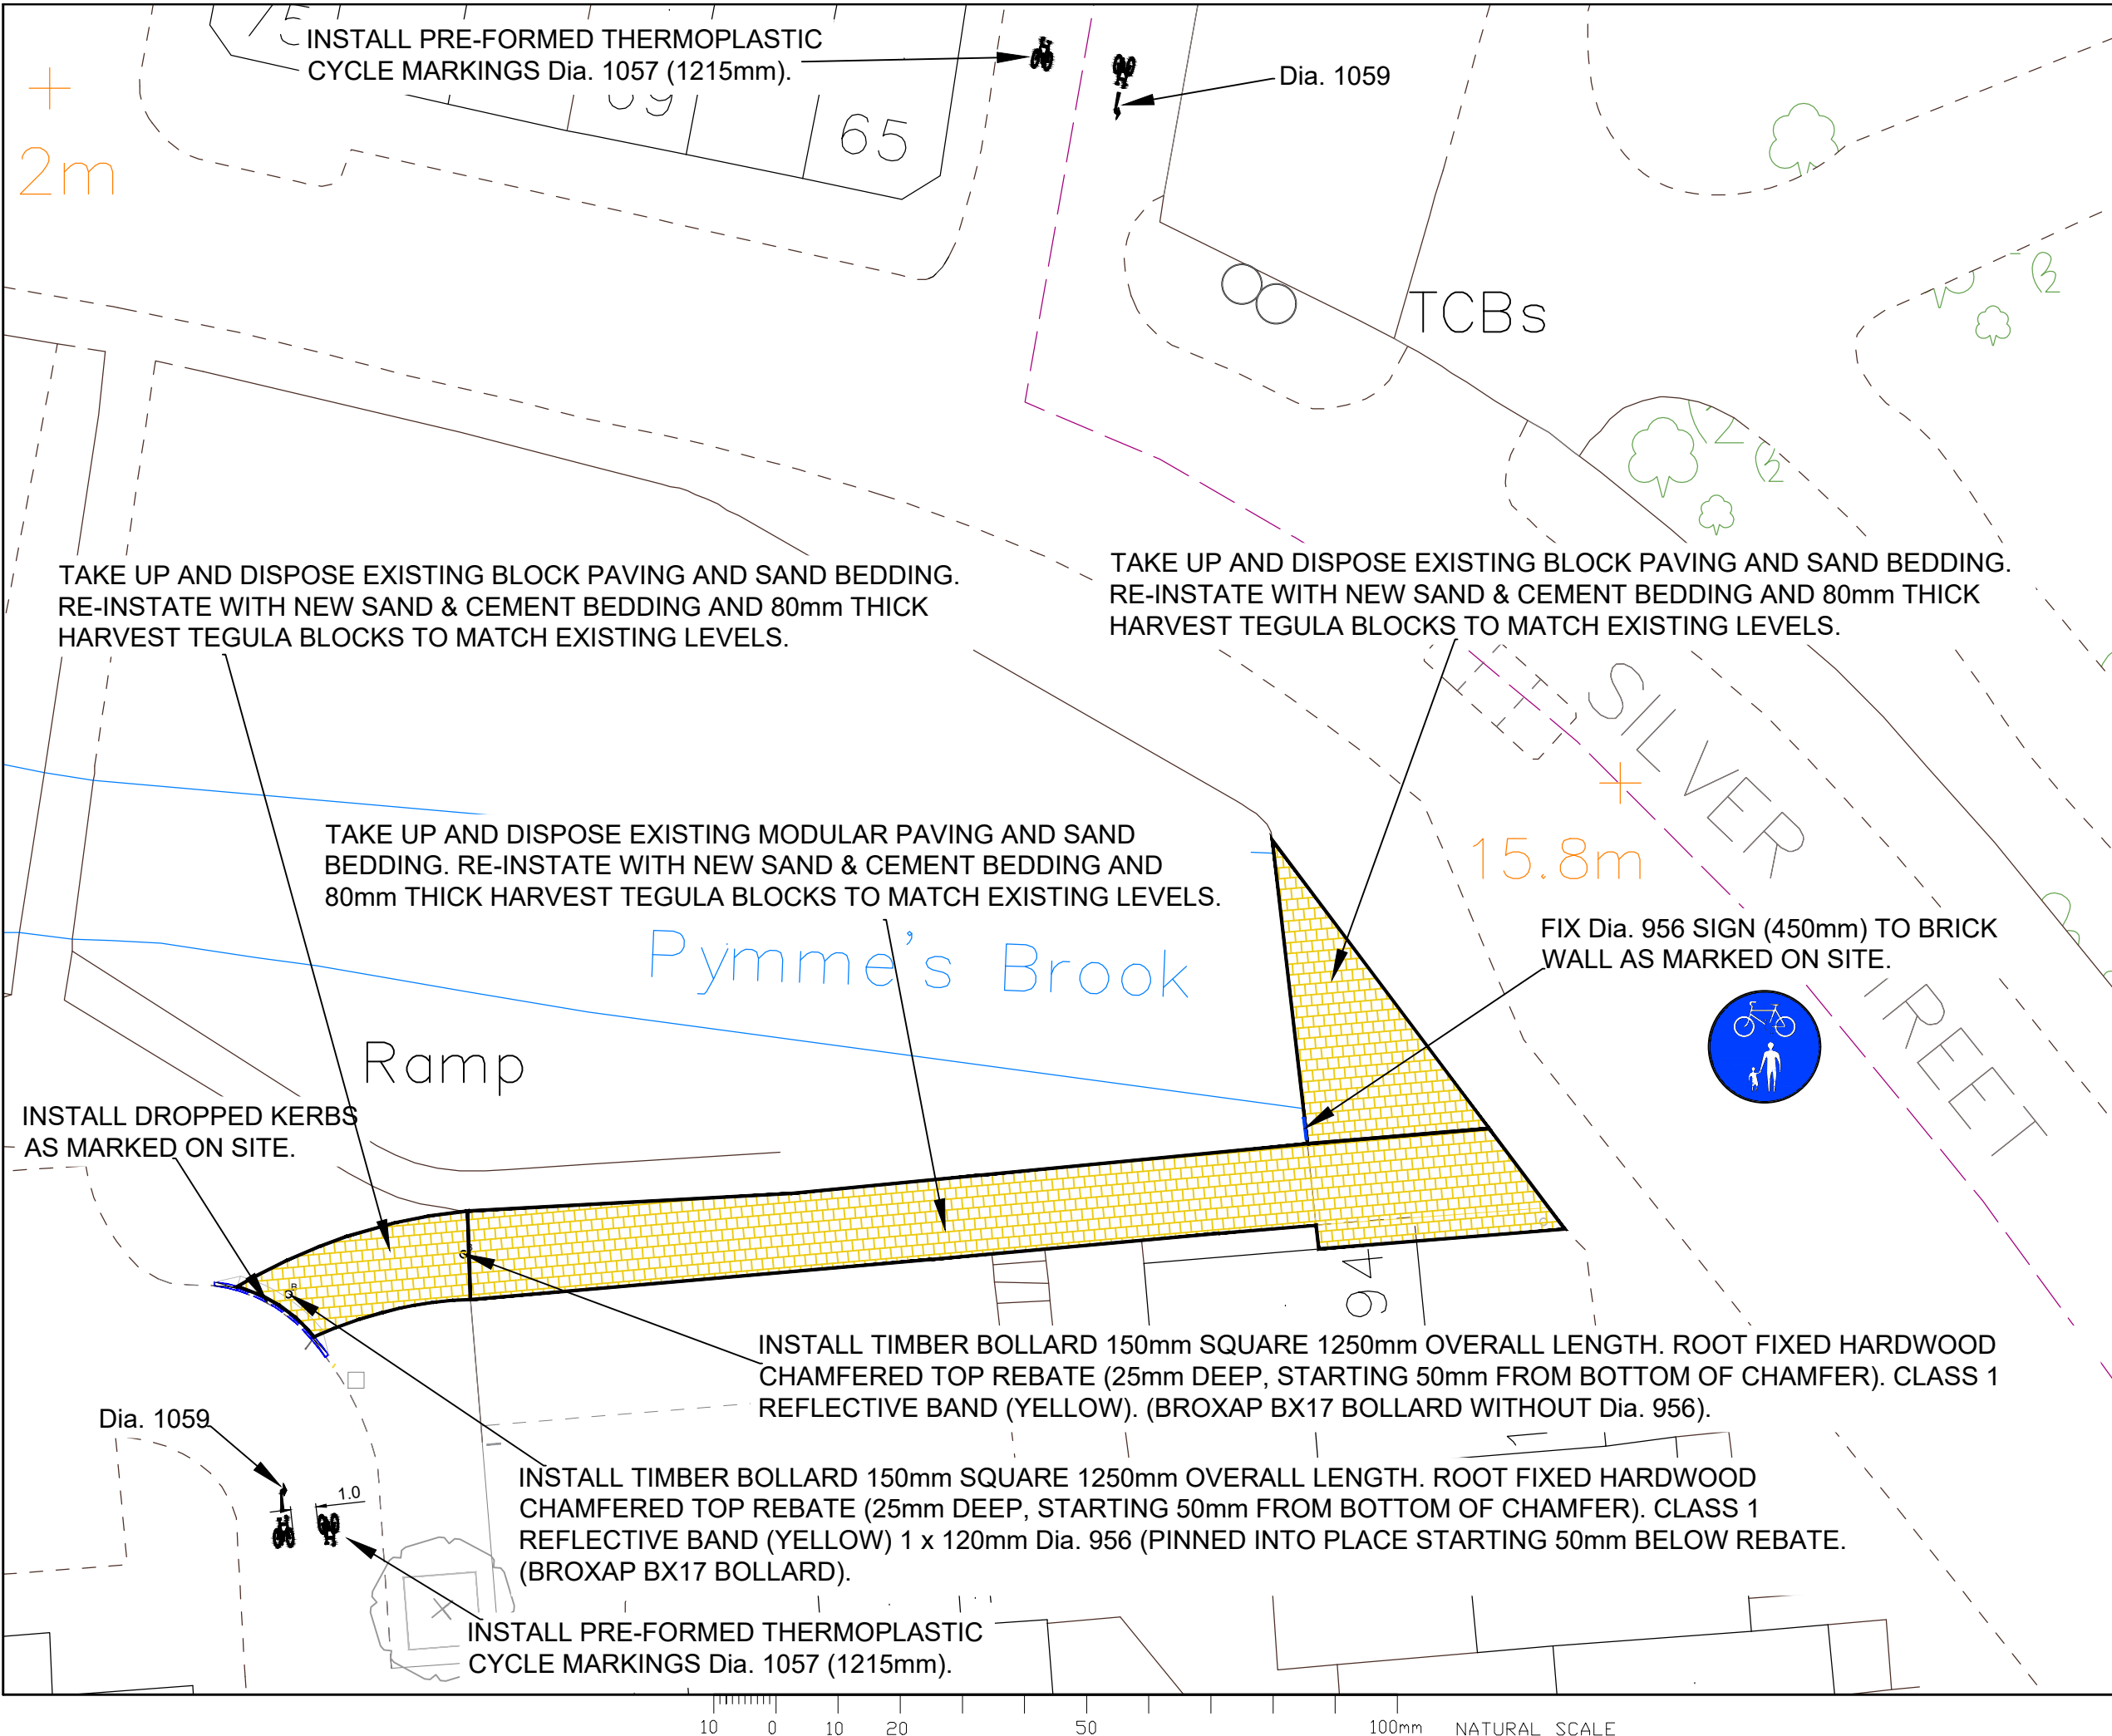 INSTALL PRE-FORMED THERMOPLASTIC
CYCLE MARKINGS Dia. 1057 (1215mm).
Dia. 1059
65
2m
TCBs
TAKE UP AND DISPOSE EXISTING BLOCK PAVING AND SAND BEDDING.
RE-INSTATE WITH NEW SAND & CEMENT BEDDING AND 80mm THICK
HARVEST TEGULA BLOCKS TO MATCH EXISTING LEVELS.
TAKE UP AND DISPOSE EXISTING BLOCK PAVING AND SAND BEDDING.
RE-INSTATE WITH NEW SAND & CEMENT BEDDING AND 80mm THICK
HARVEST TEGULA BLOCKS TO MATCH EXISTING LEVELS.
SILVER
TAKE UP AND DISPOSE EXISTING MODULAR PAVING AND SAND
BEDDING. RE-INSTATE WITH NEW SAND & CEMENT BEDDING AND
80mm THICK HARVEST TEGULA BLOCKS TO MATCH EXISTING LEVELS.
15.8m
Pymme's Brook
FIX Dia. 956 SIGN (450mm) TO BRICK
WALL AS MARKED ON SITE.
TREET
Ramp
INSTALL DROPPED KERBS
AS MARKED ON SITE.
B
94
INSTALL TIMBER BOLLARD 150mm SQUARE 1250mm OVERALL LENGTH. ROOT FIXED HARDWOOD
CHAMFERED TOP REBATE (25mm DEEP, STARTING 50mm FROM BOTTOM OF CHAMFER). CLASS 1
REFLECTIVE BAND (YELLOW). (BROXAP BX17 BOLLARD WITHOUT Dia. 956).
Dia. 1059
1.0
INSTALL TIMBER BOLLARD 150mm SQUARE 1250mm OVERALL LENGTH. ROOT FIXED HARDWOOD
CHAMFERED TOP REBATE (25mm DEEP, STARTING 50mm FROM BOTTOM OF CHAMFER). CLASS 1
REFLECTIVE BAND (YELLOW) 1 x 120mm Dia. 956 (PINNED INTO PLACE STARTING 50mm BELOW REBATE.
(BROXAP BX17 BOLLARD).
INSTALL PRE-FORMED THERMOPLASTIC
CYCLE MARKINGS Dia. 1057 (1215mm).
10 0 10 20 50 100mm NATURAL SCALE